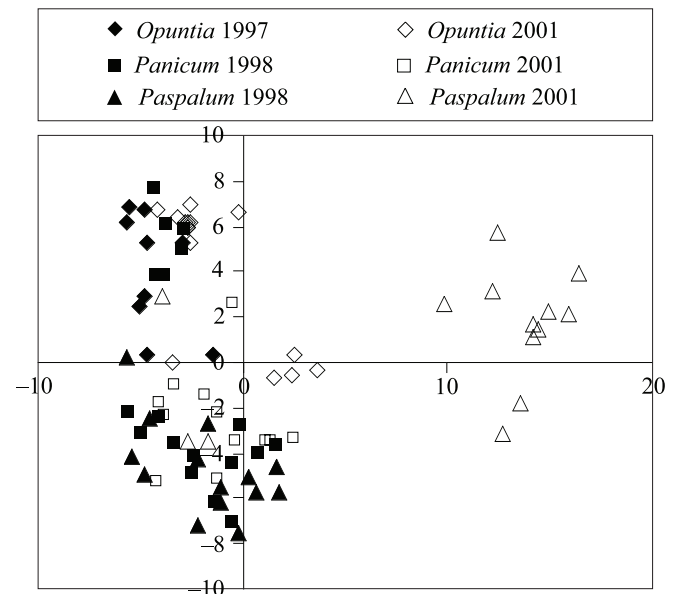 Opuntia 1997 Opuntia 2001
Panicum 1998 Panicum 2001
Paspalum 1998 Paspalum 2001
10
8
6
4
2
–10 0 10 20
–2
–4
–6
–8
–10